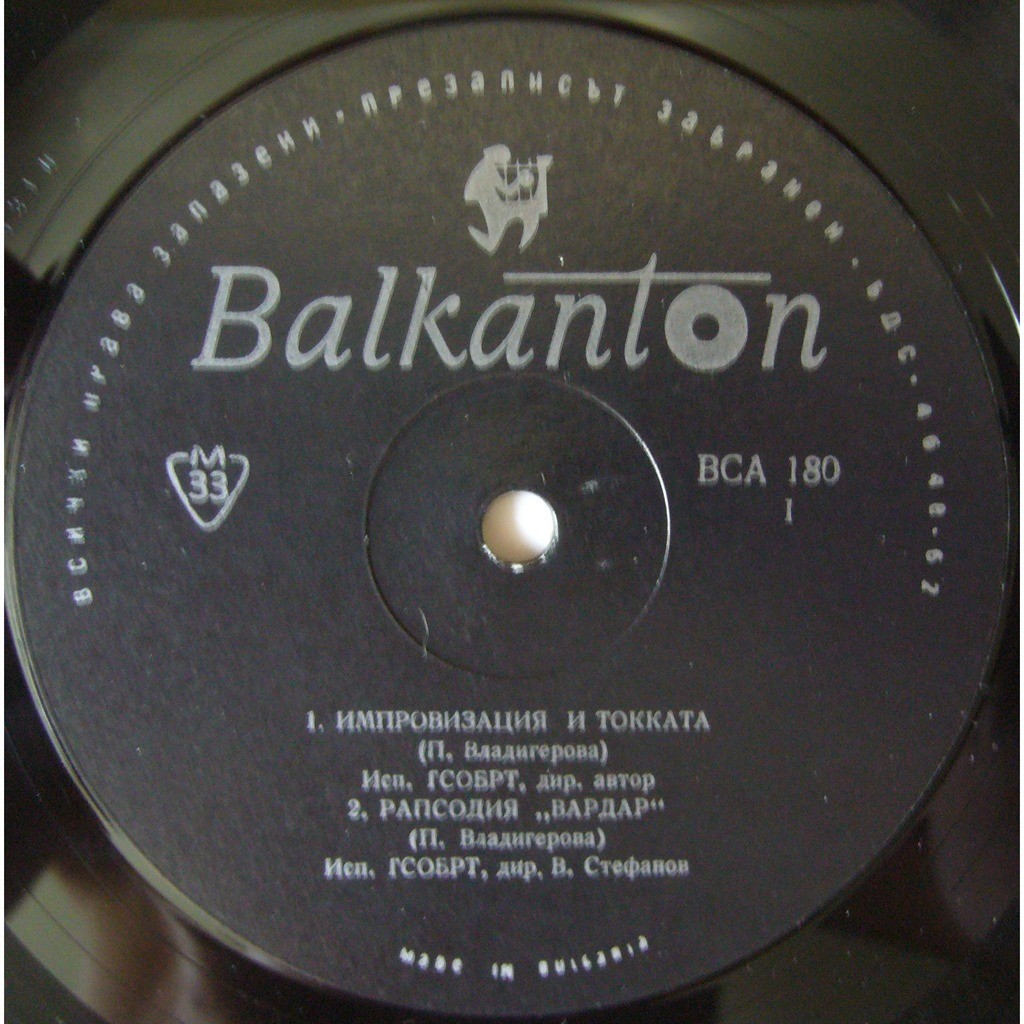 ВСИЧКИ ПРАВА ЗАПАЗЕНИ · ПРЕЗАПИСЪТ ЗАБРАНЕН · БДС - 4640-62
Balkanton
М
33
ВСА 180
I
1. ИМПРОВИЗАЦИЯ И ТОККАТА
(П. Владигерова)
Исп. ГСОБРТ, дир. автор
2. РАПСОДИЯ „ВАРДАР“
(П. Владигерова)
Исп. ГСОБРТ, дир. В. Стефанов
MADE IN BULGARIA